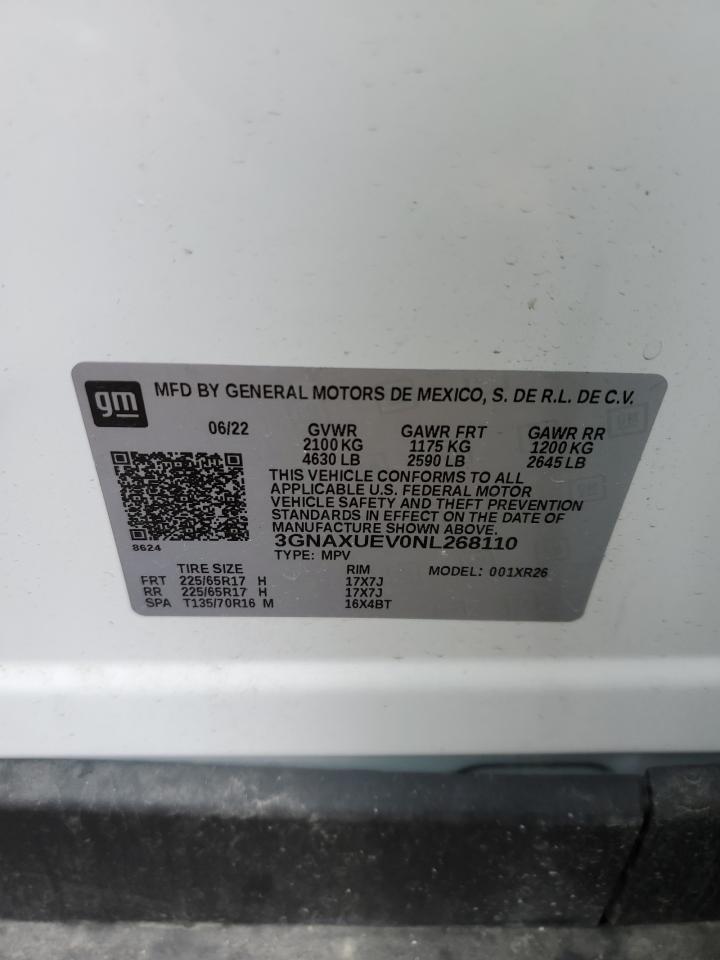 gm
MFD BY GENERAL MOTORS DE MEXICO, S. DE R.L. DE C.V.
06/22 GVWR GAWR FRT GAWR RR
2100 KG 1175 KG 1200 KG
4630 LB 2590 LB 2645 LB
THIS VEHICLE CONFORMS TO ALL
APPLICABLE U.S. FEDERAL MOTOR
VEHICLE SAFETY AND THEFT PREVENTION
STANDARDS IN EFFECT ON THE DATE OF
MANUFACTURE SHOWN ABOVE.
8624
3GNAXUEV0NL268110
TYPE: MPV
TIRE SIZE RIM MODEL: 001XR26
FRT 225/65R17 H 17X7J
RR 225/65R17 H 17X7J
SPA T135/70R16 M 16X4BT